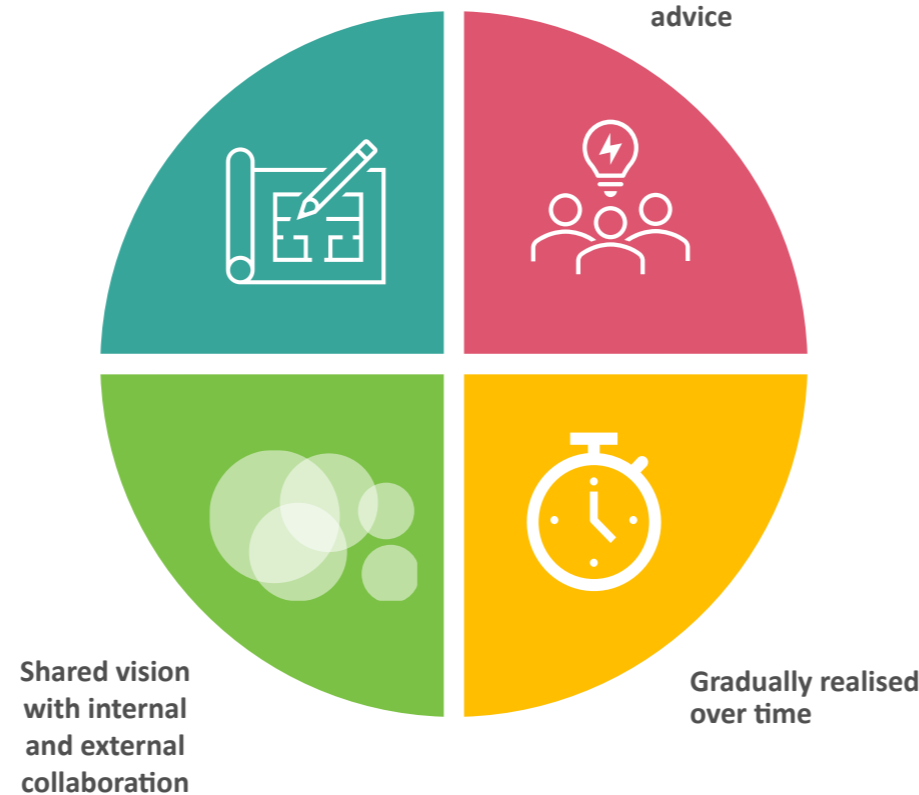 advice
Shared vision
with internal
and external
collaboration
Gradually realised
over time